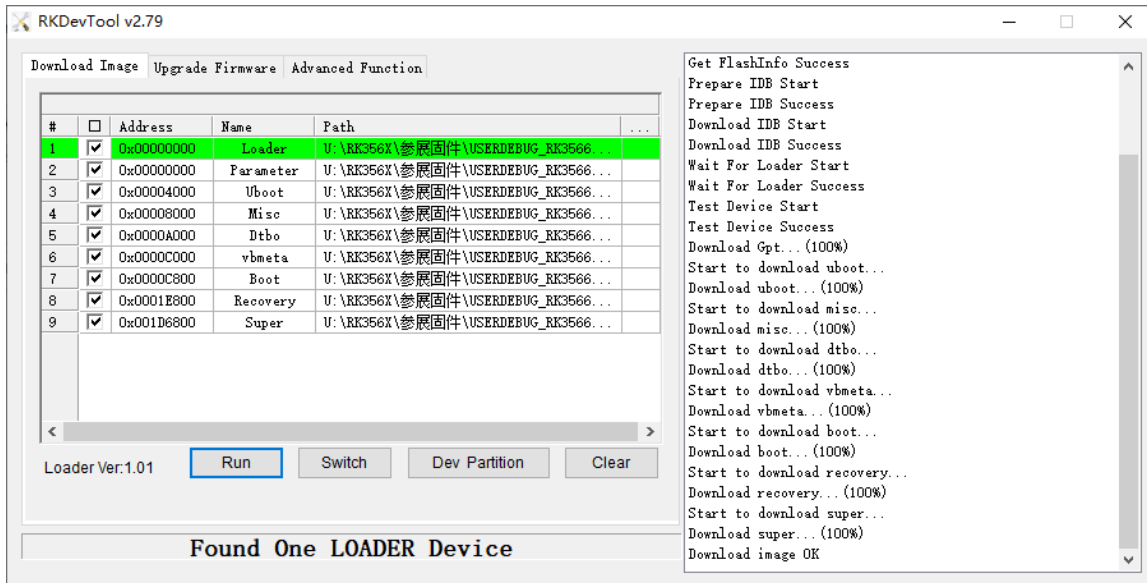 RKDevTool v2.79
Download Image Upgrade Firmware Advanced Function
# Address Name Path ...
1 0x00000000 Loader U:\RK356X\参展固件\USERDEBUG_RK3566...
2 0x00000000 Parameter U:\RK356X\参展固件\USERDEBUG_RK3566...
3 0x00004000 Uboot U:\RK356X\参展固件\USERDEBUG_RK3566...
4 0x00008000 Misc U:\RK356X\参展固件\USERDEBUG_RK3566...
5 0x0000A000 Dtbo U:\RK356X\参展固件\USERDEBUG_RK3566...
6 0x0000C000 vbmeta U:\RK356X\参展固件\USERDEBUG_RK3566...
7 0x0000C800 Boot U:\RK356X\参展固件\USERDEBUG_RK3566...
8 0x0001E800 Recovery U:\RK356X\参展固件\USERDEBUG_RK3566...
9 0x001D6800 Super U:\RK356X\参展固件\USERDEBUG_RK3566...
Loader Ver:1.01 Run Switch Dev Partition Clear
Found One LOADER Device
Get FlashInfo Success
Prepare IDB Start
Prepare IDB Success
Download IDB Start
Download IDB Success
Wait For Loader Start
Wait For Loader Success
Test Device Start
Test Device Success
Download Gpt...(100%)
Start to download uboot...
Download uboot...(100%)
Start to download misc...
Download misc...(100%)
Start to download dtbo...
Download dtbo...(100%)
Start to download vbmeta...
Download vbmeta...(100%)
Start to download boot...
Download boot...(100%)
Start to download recovery...
Download recovery...(100%)
Start to download super...
Download super...(100%)
Download image OK